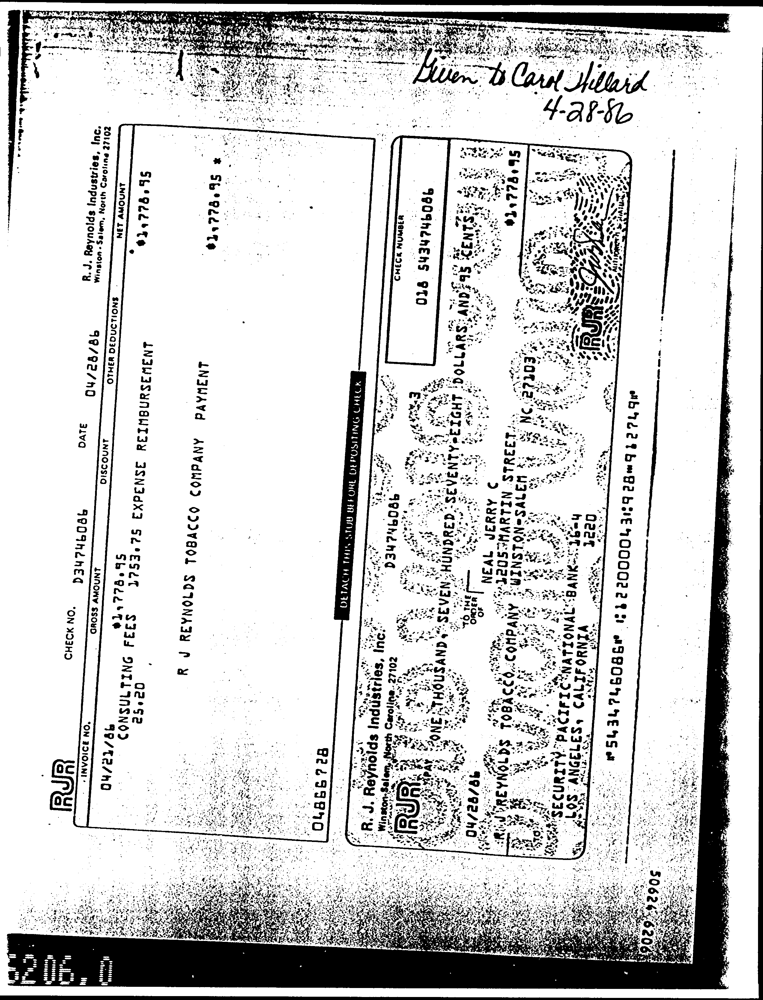 Given to Carol Hillard
4-28-86
RJR
CHECK NO. D34746086 DATE 04/28/86 R. J. Reynolds Industries, Inc.
Winston-Salem, North Carolina 27102
INVOICE NO. GROSS AMOUNT DISCOUNT OTHER DEDUCTIONS NET AMOUNT
04/21/86 $1,778.95 $1,778.95
CONSULTING FEES 1753.75 EXPENSE REIMBURSEMENT
25.20
$1,778.95 *
R J REYNOLDS TOBACCO COMPANY PAYMENT
04866728
DETACH THIS STUB BEFORE DEPOSITING CHECK
R. J. Reynolds Industries, Inc.
Winston-Salem, North Carolina 27102
D34746086
CHECK NUMBER
018 5434746086
RJR
PAY ONE THOUSAND, SEVEN HUNDRED SEVENTY-EIGHT DOLLARS AND 95 CENTS
04/28/86
TO THE
ORDER
OF
NEAL JERRY C
1205 MARTIN STREET
WINSTON-SALEM NC 27103
$1,778.95
R J REYNOLDS TOBACCO COMPANY
SECURITY PACIFIC NATIONAL BANK 16-4
LOS ANGELES, CALIFORNIA 1220
RJR
⑈5434746086⑈ ⑆122000043⑆928⑉912749⑈
50624 6206
5206.0